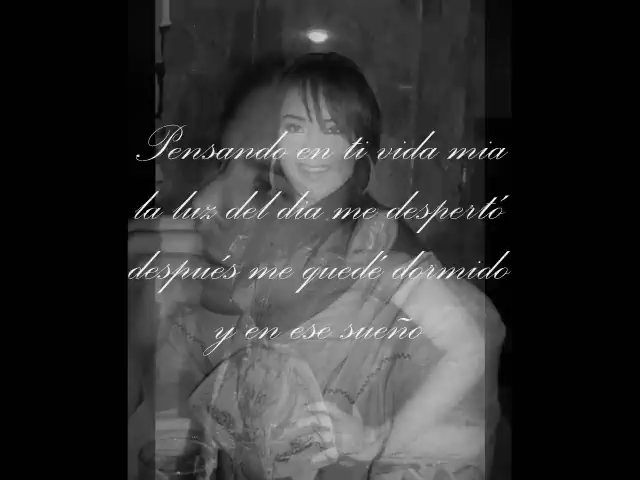 Pensando en ti vida mia
la luz del dia me despertó
después me quedé dormido
y en ese sueño